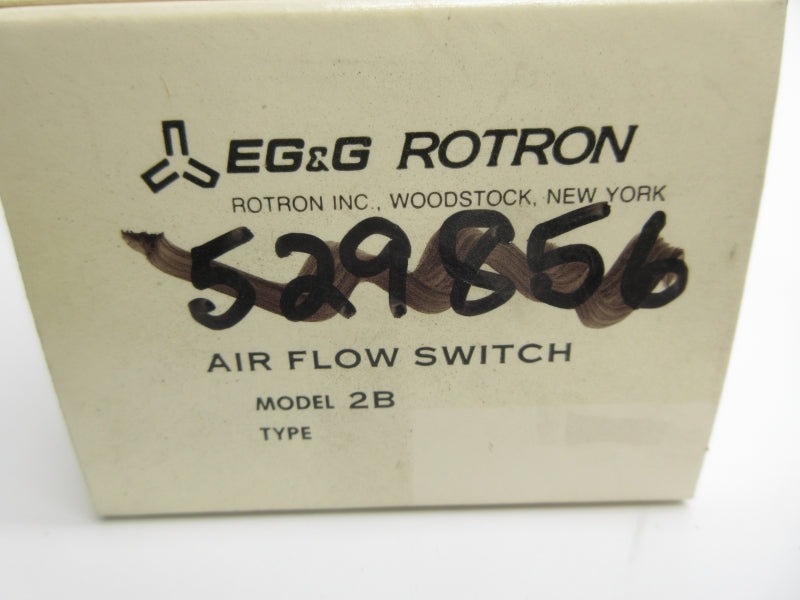 EG&G ROTRON
ROTRON INC., WOODSTOCK, NEW YORK
529856
AIR FLOW SWITCH
MODEL 2B
TYPE